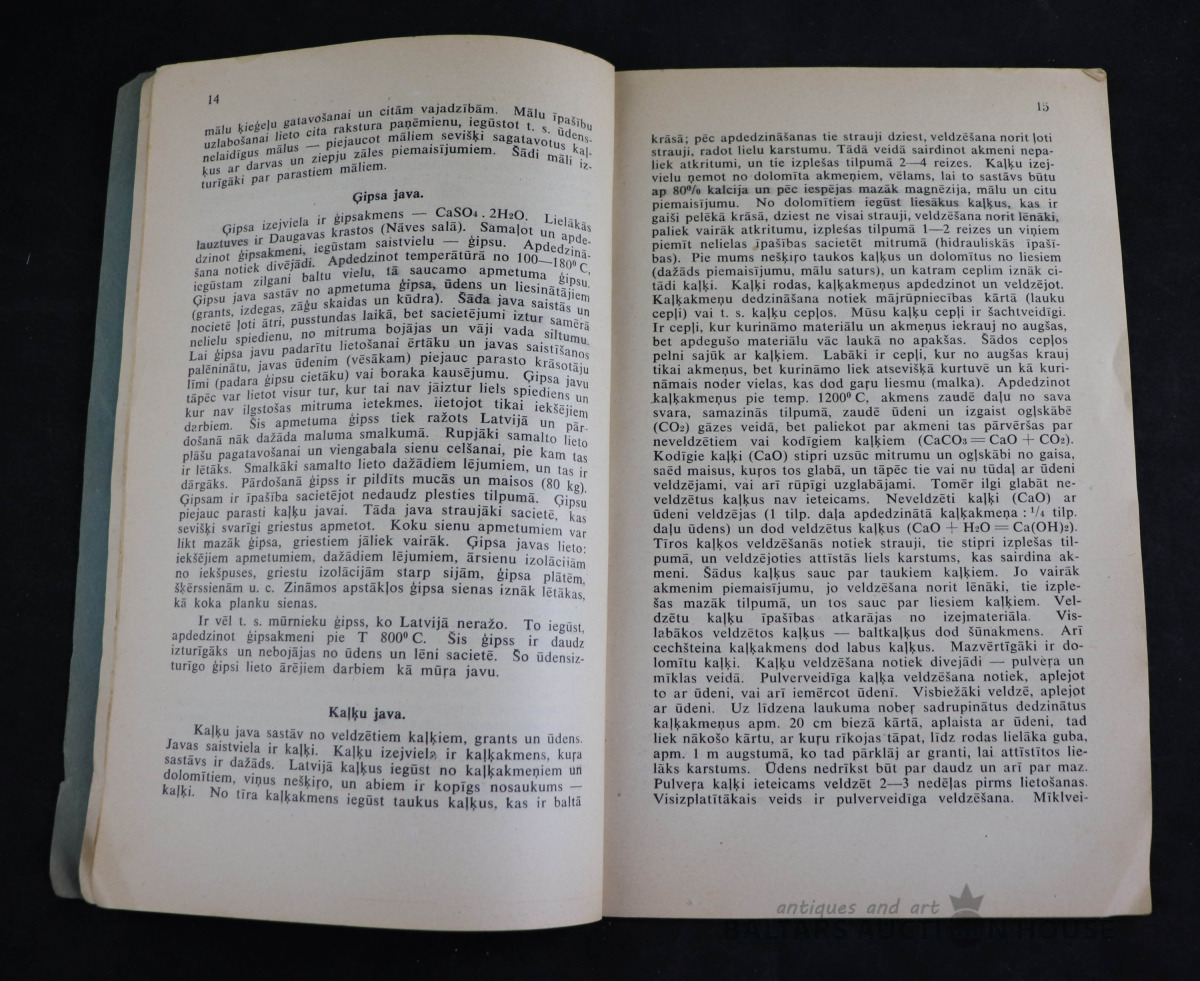 14
mālu ķieģeļu gatavošanai un citām vajadzībām. Mālu īpašību
uzlabošanai lieto cita rakstura paņēmienu, iegūstot t. s. ūdens-
nelaidīgus mālus — piejaucot māliem sevišķi sagatavotus kaļ-
ķus ar darvas un ziepju zāles piemaisījumiem. Šādi māli iz-
turīgāki par parastiem māliem.
Ģipsa java.
Ģipsa izejviela ir ģipsakmens — CaSO₄ . 2H₂O. Lielākās
lauztuves ir Daugavas krastos (Nāves salā). Samaļot un apde-
dzinot ģipsakmeni, iegūstam saistvielu — ģipsu. Apdedzinā-
šana notiek divējādi. Apdedzinot temperatūrā no 100—180⁰ C,
iegūstam zilgani baltu vielu, tā saucamo apmetuma ģipsu.
Ģipsu java sastāv no apmetuma ģipsa, ūdens un liesinātājiem
(grants, izdegas, zāģu skaidas un kūdra). Šāda java saistās un
nocietē ļoti ātri, pusstundas laikā, bet sacietējumi iztur samērā
nelielu spiedienu, no mitruma bojājas un vāji vada siltumu.
Lai ģipsa javu padarītu lietošanai ērtāku un javas saistīšanos
palēninātu, javas ūdenim (vēsākam) piejauc parasto krāsotāju
līmi (padara ģipsu cietāku) vai boraka kausējumu. Ģipsa javu
tāpēc var lietot visur tur, kur tai nav jāiztur liels spiediens un
kur nav ilgstošas mitruma ietekmes, iietojot tikai iekšējiem
darbiem. Šis apmetuma ģipss tiek ražots Latvijā un pār-
došanā nāk dažāda maluma smalkumā. Rupjāki samalto lieto
plāšu pagatavošanai un viengabala sienu celšanai, pie kam tas
ir lētāks. Smalkāki samalto lieto dažādiem lējumiem, un tas ir
dārgāks. Pārdošanā ģipss ir pildīts mucās un maisos (80 kg).
Ģipsam ir īpašība sacietējot nedaudz plesties tilpumā. Ģipsu
piejauc parasti kaļķu javai. Tāda java straujāki sacietē, kas
sevišķi svarīgi griestus apmetot. Koku sienu apmetumiem var
likt mazāk ģipsa, griestiem jāliek vairāk. Ģipsa javas lieto:
iekšējiem apmetumiem, dažādiem lējumiem, ārsienu izolācijām
no iekšpuses, griestu izolācijām starp sijām, ģipsa plātēm,
šķērssienām u. c. Zināmos apstākļos ģipsa sienas iznāk lētākas,
kā koka planku sienas.
Ir vēl t. s. mūrnieku ģipss, ko Latvijā neražo. To iegūst,
apdedzinot ģipsakmeni pie T 800⁰ C. Šis ģipss ir daudz
izturīgāks un nebojājas no ūdens un lēni sacietē. Šo ūdensiz-
turīgo ģipsi lieto ārējiem darbiem kā mūŗa javu.
Kaļķu java.
Kaļķu java sastāv no veldzētiem kaļķiem, grants un ūdens.
Javas saistviela ir kaļķi. Kaļķu izejviela ir kaļķakmens, kuŗa
sastāvs ir dažāds. Latvijā kaļķus iegūst no kaļķakmeņiem un
dolomītiem, viņus nešķiŗo, un abiem ir kopīgs nosaukums —
kaļķi. No tīra kaļķakmens iegūst taukus kaļķus, kas ir baltā
15
krāsā; pēc apdedzināšanas tie strauji dziest, veldzēšana norit ļoti
strauji, radot lielu karstumu. Tādā veidā sairdinot akmeni nepa-
liek atkritumi, un tie izplešas tilpumā 2—4 reizes. Kaļķu izej-
vielu ņemot no dolomīta akmeņiem, vēlams, lai to sastāvs būtu
ap 80% kalcija un pēc iespējas mazāk magnēzija, mālu un citu
piemaisījumu. No dolomītiem iegūst liesākus kaļķus, kas ir
gaiši pelēkā krāsā, dziest ne visai strauji, veldzēšana norit lēnāki,
paliek vairāk atkritumu, izplešas tilpumā 1—2 reizes un viņiem
piemīt nelielas īpašības sacietēt mitrumā (hidrauliskās īpašī-
bas). Pie mums nešķiŗo taukos kaļķus un dolomītus no liesiem
(dažāds piemaisījumu, mālu saturs), un katram ceplim iznāk ci-
tādi kaļķi. Kaļķi rodas, kaļķakmeņus apdedzinot un veldzējot.
Kaļķakmeņu dedzināšana notiek mājrūpniecības kārtā (lauku
cepļi) vai t. s. kaļķu cepļos. Mūsu kaļķu cepļi ir šachtveidīgi.
Ir cepļi, kur kurināmo materiālu un akmeņus iekrauj no augšas,
bet apdegušo materiālu vāc laukā no apakšas. Šādos cepļos
pelni sajūk ar kaļķiem. Labāki ir cepļi, kur no augšas krauj
tikai akmeņus, bet kurināmo liek atsevišķā kurtuvē un kā kuri-
nāmais noder vielas, kas dod gaŗu liesmu (malka). Apdedzinot
kaļķakmeņus pie temp. 1200⁰ C, akmens zaudē daļu no sava
svara, samazinās tilpumā, zaudē ūdeni un izgaist ogļskābē
(CO₂) gāzes veidā, bet paliekot par akmeni tas pārvēršas par
neveldzētiem vai kodīgiem kaļķiem (CaCO₃ = CaO + CO₂).
Kodīgie kaļķi (CaO) stipri uzsūc mitrumu un ogļskābi no gaisa,
saēd maisus, kuŗos tos glabā, un tāpēc tie vai nu tūdaļ ar ūdeni
veldzējami, vai arī rūpīgi uzglabājami. Tomēr ilgi glabāt ne-
veldzētus kaļķus nav ieteicams. Neveldzēti kaļķi (CaO) ar
ūdeni veldzējas (1 tilp. daļa apdedzinātā kaļķakmeņa : ¹/₄ tilp.
daļu ūdens) un dod veldzētus kaļķus (CaO + H₂O = Ca(OH)₂).
Tīros kaļķos veldzēšanās notiek strauji, tie stipri izplešas til-
pumā, un veldzējoties attīstās liels karstums, kas sairdina ak-
meni. Šādus kaļķus sauc par taukiem kaļķiem. Jo vairāk
akmenim piemaisījumu, jo veldzēšana norit lēnāki, tie izple-
šas mazāk tilpumā, un tos sauc par liesiem kaļķiem. Vel-
dzētu kaļķu īpašības atkarājas no izejmateriāla. Vis-
labākos veldzētos kaļķus — baltkaļķus dod šūnakmens. Arī
cechšteina kaļķakmens dod labus kaļķus. Mazvērtīgāki ir do-
lomītu kaļķi. Kaļķu veldzēšana notiek divejādi — pulveŗa un
mīklas veidā. Pulverveidīga kaļķa veldzēšana notiek, aplejot
to ar ūdeni, vai arī iemērcot ūdenī. Visbiežāki veldzē, aplejot
ar ūdeni. Uz līdzena laukuma nobeŗ sadrupinātus dedzinātus
kaļķakmeņus apm. 20 cm biezā kārtā, aplaista ar ūdeni, tad
liek nākošo kārtu, ar kuŗu rīkojas tāpat, līdz rodas lielāka guba,
apm. 1 m augstumā, ko tad pārklāj ar granti, lai attīstītos lie-
lāks karstums. Ūdens nedrīkst būt par daudz un arī par maz.
Pulveŗa kaļķi ieteicams veldzēt 2—3 nedēļas pirms lietošanas.
Visizplatītākais veids ir pulverveidīga veldzēšana. Mīklvei-
antiques and art
BALTARS AUCTION HOUSE